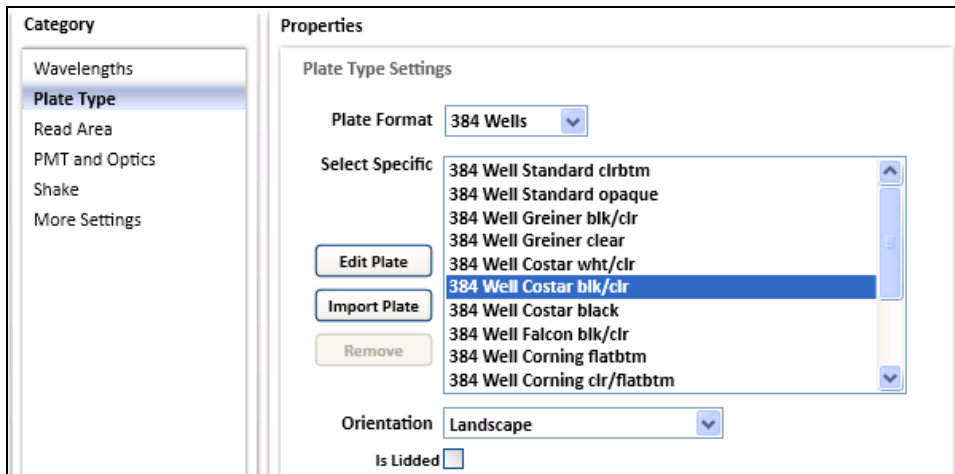 Category
Wavelengths
Plate Type
Read Area
PMT and Optics
Shake
More Settings
Properties
Plate Type Settings
Plate Format 384 Wells
Select Specific
384 Well Standard clrbtm
384 Well Standard opaque
384 Well Greiner blk/clr
384 Well Greiner clear
384 Well Costar wht/clr
384 Well Costar blk/clr
384 Well Costar black
384 Well Falcon blk/clr
384 Well Corning flatbtm
384 Well Corning clr/flatbtm
Edit Plate
Import Plate
Remove
Orientation Landscape
Is Lidded